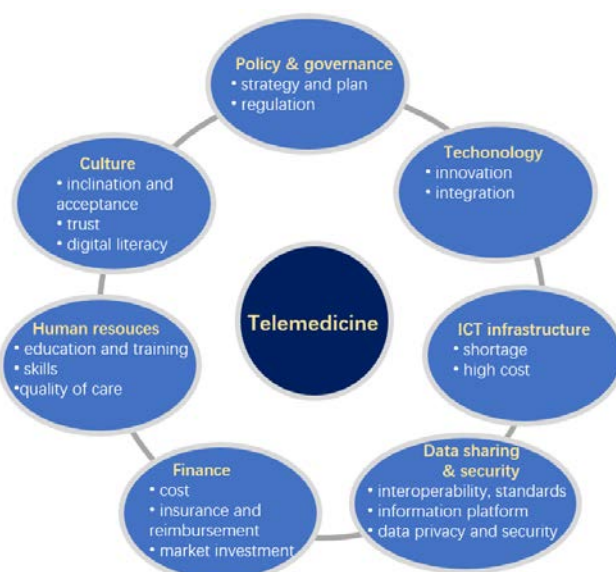 Policy & governance
• strategy and plan
• regulation
Techonology
• innovation
• integration
ICT infrastructure
• shortage
• high cost
Data sharing
& security
• interoperability, standards
• information platform
• data privacy and security
Finance
• cost
• insurance and
reimbursement
• market investment
Human resouces
• education and training
• skills
•quality of care
Culture
• inclination and
acceptance
• trust
• digital literacy
Telemedicine